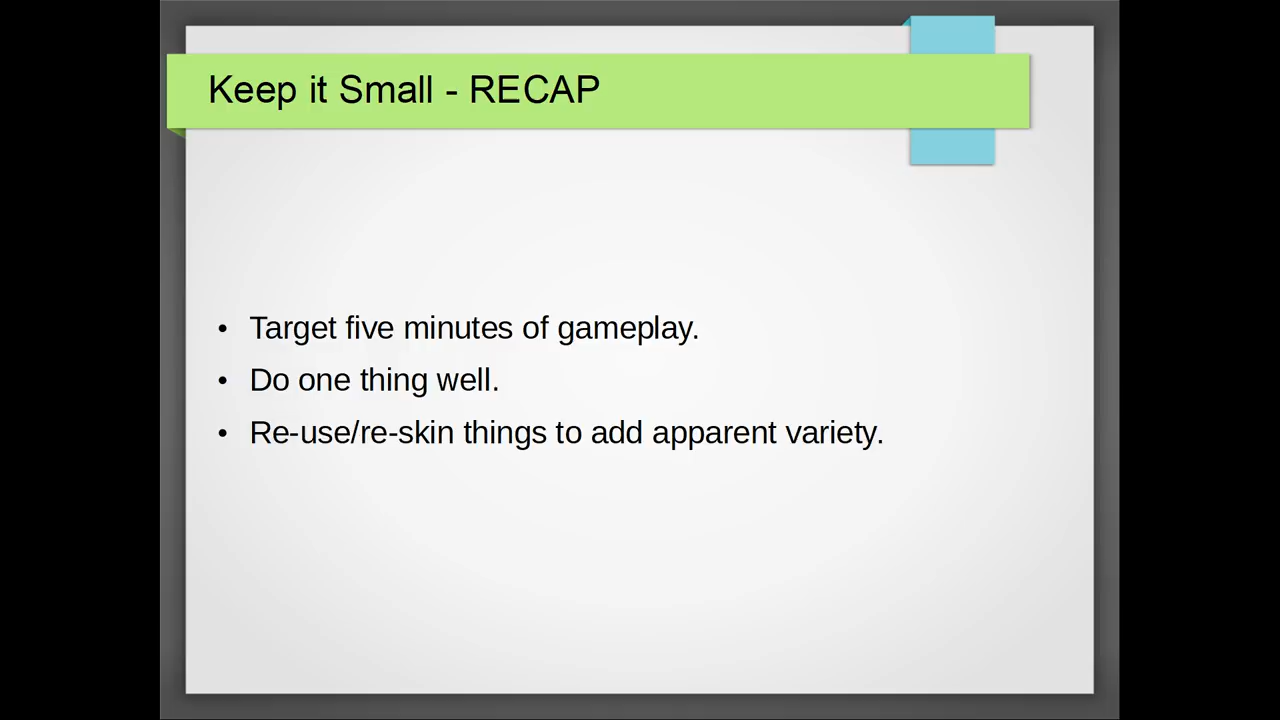 Keep it Small - RECAP
• Target five minutes of gameplay.
• Do one thing well.
• Re-use/re-skin things to add apparent variety.